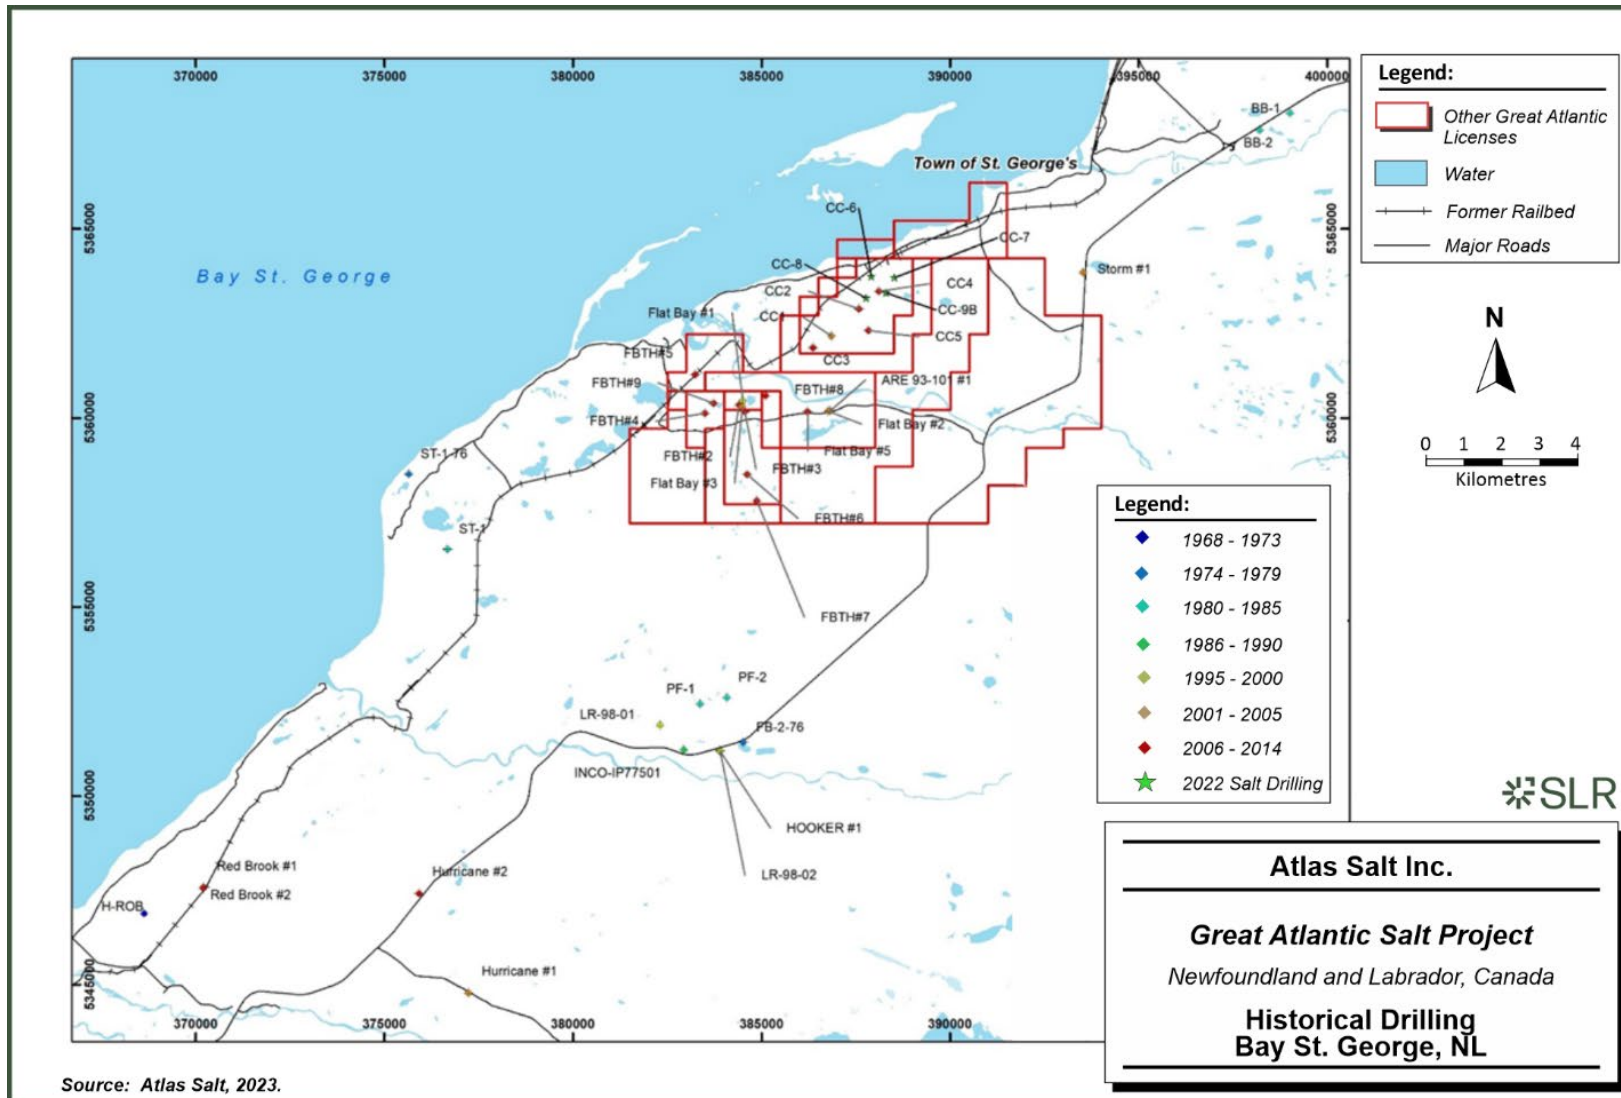 370000
375000
380000
385000
390000
395000
400000
5365000
5360000
5355000
5350000
5345000
5365000
5360000
370000
375000
380000
385000
390000
Bay St. George
Town of St. George's
BB-1
BB-2
CC-6
CC-7
CC-8
CC2
CC4
CC-9B
CC1
CC5
CC3
Storm #1
Flat Bay #1
FBTH#5
FBTH#9
FBTH#8
ARE 93-101 #1
FBTH#4
Flat Bay #2
FBTH#2
FBTH#3
Flat Bay #5
Flat Bay #3
FBTH#6
FBTH#7
ST-1-76
ST-1
PF-1
PF-2
LR-98-01
FB-2-76
INCO-IP77501
HOOKER #1
LR-98-02
Red Brook #1
Red Brook #2
H-ROB
Hurricane #2
Hurricane #1
Legend:
Other Great Atlantic
Licenses
Water
Former Railbed
Major Roads
N
0 1 2 3 4
Kilometres
Legend:
1968 - 1973
1974 - 1979
1980 - 1985
1986 - 1990
1995 - 2000
2001 - 2005
2006 - 2014
2022 Salt Drilling
SLR
Atlas Salt Inc.
Great Atlantic Salt Project
Newfoundland and Labrador, Canada
Historical Drilling
Bay St. George, NL
Source: Atlas Salt, 2023.